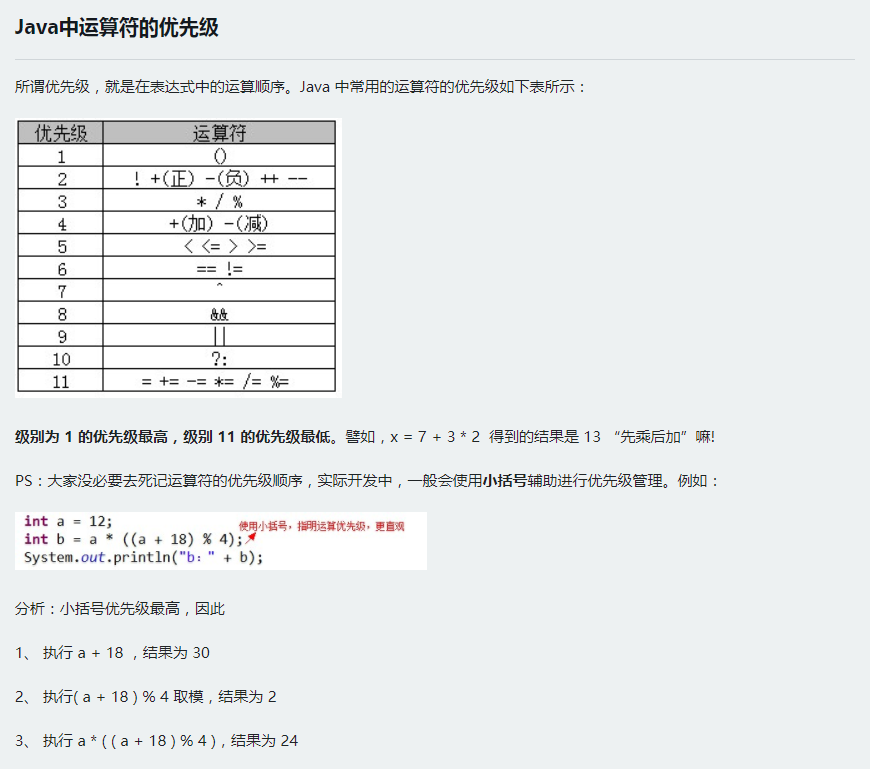 Java中运算符的优先级
所谓优先级，就是在表达式中的运算顺序。Java 中常用的运算符的优先级如下表所示：
优先级 运算符
1 ()
2 ! +(正) -(负) ++ --
3 * / %
4 +(加) -(减)
5 < <= > >=
6 == !=
7 ^
8 &&
9 ||
10 ?:
11 = += -= *= /= %=
级别为 1 的优先级最高，级别 11 的优先级最低。譬如，x = 7 + 3 * 2 得到的结果是 13 “先乘后加”嘛!
PS：大家没必要去死记运算符的优先级顺序，实际开发中，一般会使用小括号辅助进行优先级管理。例如：
int a = 12;
使用小括号，指明运算优先级，更直观
int b = a * ((a + 18) % 4);
System.out.println("b：" + b);
分析：小括号优先级最高，因此
1、 执行 a + 18 ，结果为 30
2、 执行( a + 18 ) % 4 取模，结果为 2
3、 执行 a * ( ( a + 18 ) % 4 )，结果为 24